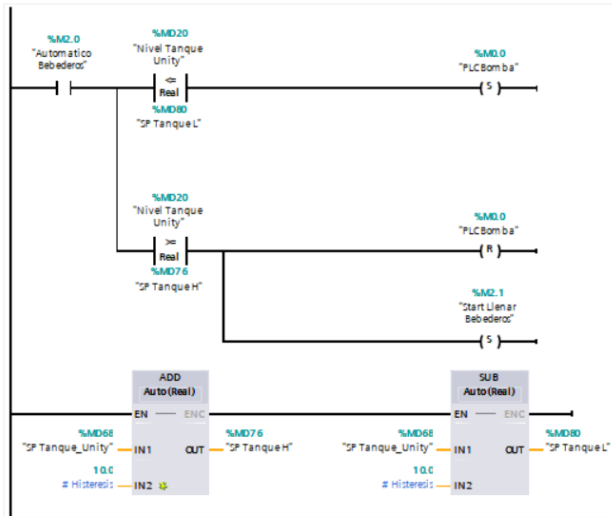 %M2.0
"Automatico
Bebederos"
%MD20
"Nivel Tanque
Unity"
<=
Real
%MD80
"SP Tanque L"
%M0.0
"PLCBomba"
S
%MD20
"Nivel Tanque
Unity"
>=
Real
%MD76
"SP Tanque H"
%M0.0
"PLCBomba"
R
%M2.1
"Start Llenar
Bebederos"
S
ADD
Auto (Real)
EN ENO
%MD68
"SP Tanque_Unity" IN1
OUT %MD76
"SP Tanque H"
10.0
# Histeresis IN2
SUB
Auto (Real)
EN ENO
%MD68
"SP Tanque_Unity" IN1
OUT %MD80
"SP Tanque L"
10.0
# Histeresis IN2